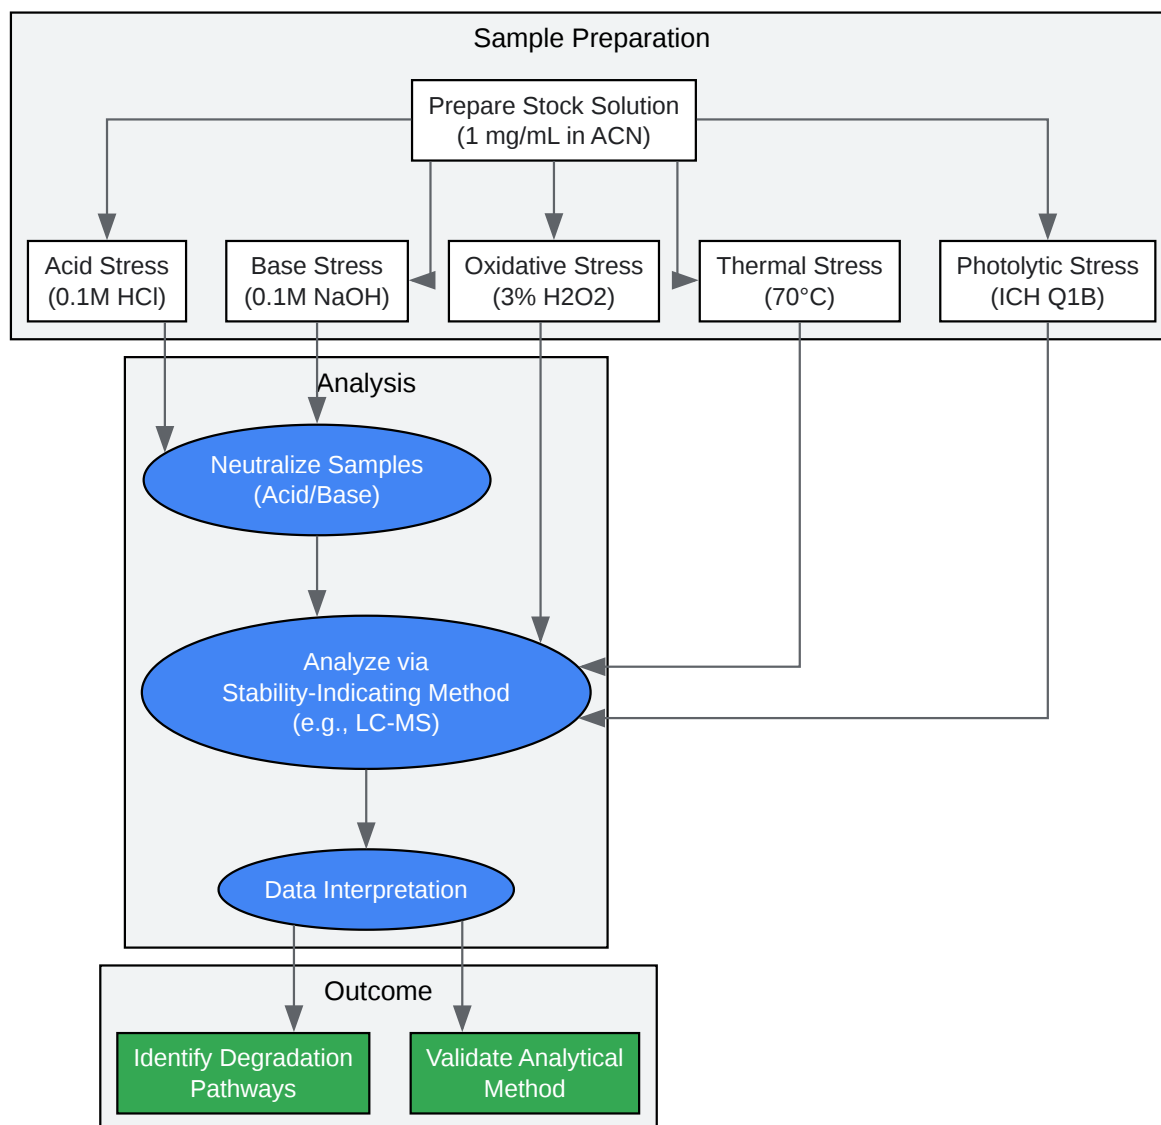 Sample Preparation
Prepare Stock Solution
(1 mg/mL in ACN)
Acid Stress
(0.1M HCl)
Base Stress
(0.1M NaOH)
Oxidative Stress
(3% H2O2)
Thermal Stress
(70°C)
Photolytic Stress
(ICH Q1B)
Analysis
Neutralize Samples
(Acid/Base)
Analyze via
Stability-Indicating Method
(e.g., LC-MS)
Data Interpretation
Outcome
Identify Degradation
Pathways
Validate Analytical
Method